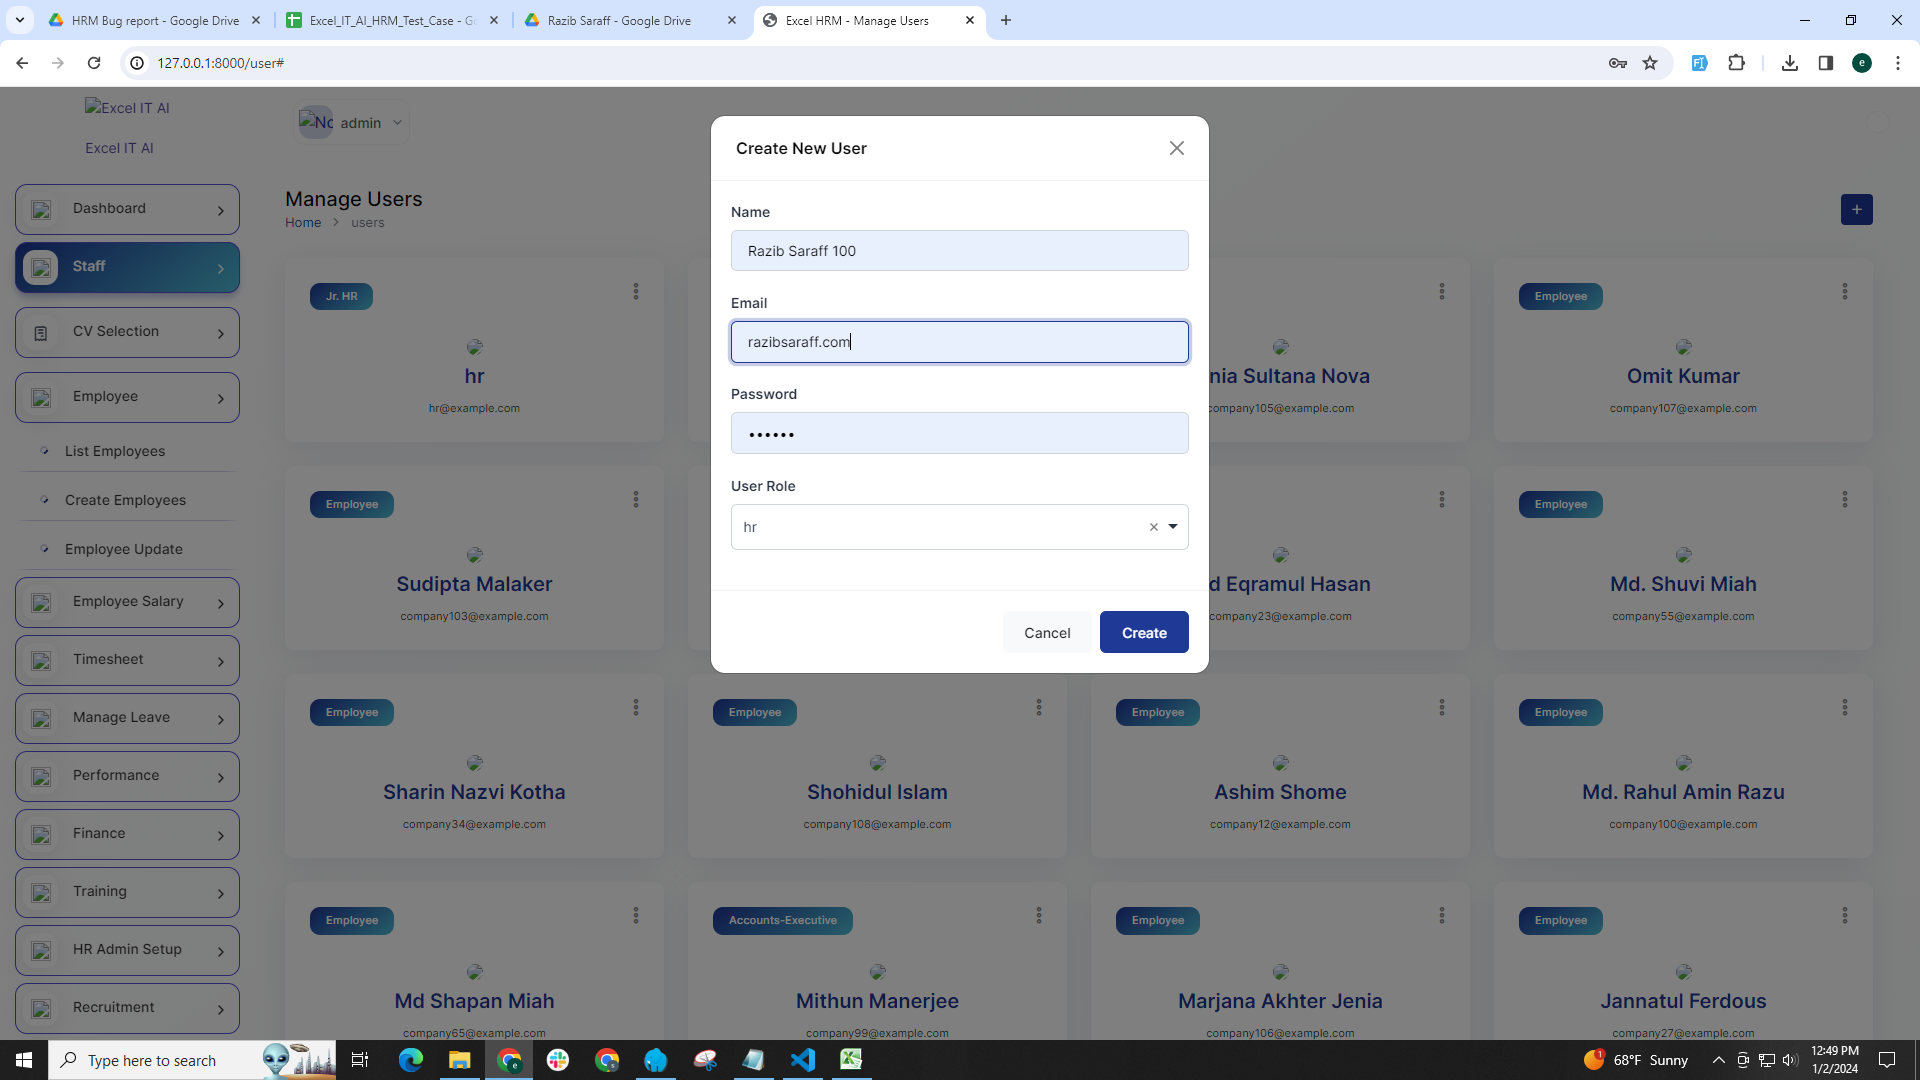 HRM Bug report - Google Drive
Excel_IT_AI_HRM_Test_Case - Go
Razib Saraff - Google Drive
Excel HRM - Manage Users
127.0.0.1:8000/user#
e
Excel IT AI
Excel IT AI
admin
Dashboard
Staff
CV Selection
Employee
List Employees
Create Employees
Employee Update
Employee Salary
Timesheet
Manage Leave
Performance
Finance
Training
HR Admin Setup
Recruitment
Manage Users
Home > users
+
Create New User
Name
Razib Saraff 100
Email
razibsaraff.com
Password
••••••
User Role
hr
Cancel
Create
Jr. HR
hr
hr@example.com
nia Sultana Nova
company105@example.com
Employee
Omit Kumar
company107@example.com
Employee
Sudipta Malaker
company103@example.com
d Eqramul Hasan
company23@example.com
Employee
Md. Shuvi Miah
company55@example.com
Employee
Sharin Nazvi Kotha
company34@example.com
Employee
Shohidul Islam
company108@example.com
Employee
Ashim Shome
company12@example.com
Employee
Md. Rahul Amin Razu
company100@example.com
Employee
Md Shapan Miah
company65@example.com
Accounts-Executive
Mithun Manerjee
company99@example.com
Employee
Marjana Akhter Jenia
company106@example.com
Employee
Jannatul Ferdous
company27@example.com
Type here to search
1
68°F Sunny
12:49 PM
1/2/2024